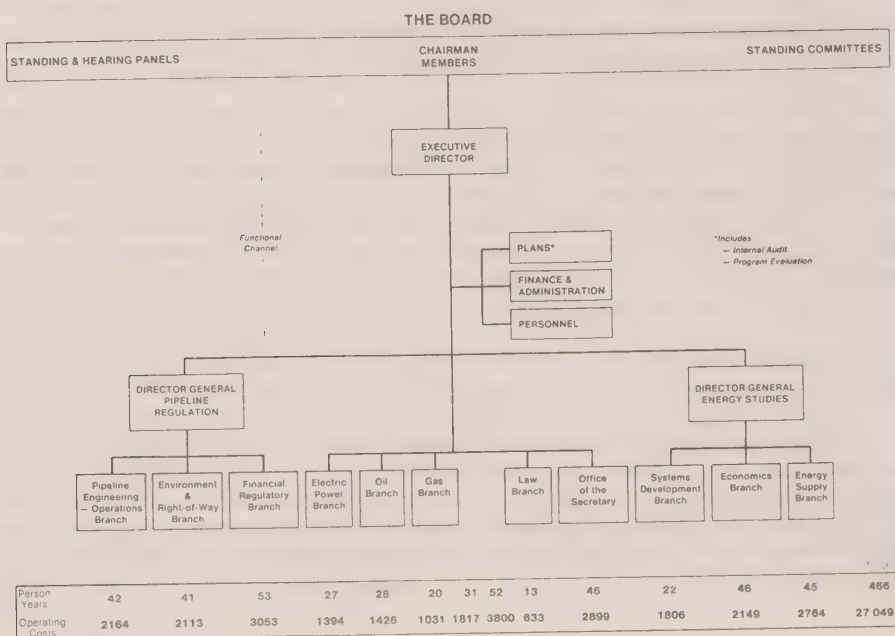 THE BOARD
STANDING & HEARING PANELS
CHAIRMAN
MEMBERS
STANDING COMMITTEES
EXECUTIVE
DIRECTOR
Functional
Channel
PLANS*
FINANCE &
ADMINISTRATION
PERSONNEL
*Includes
— Internal Audit
— Program Evaluation
DIRECTOR GENERAL
PIPELINE
REGULATION
DIRECTOR GENERAL
ENERGY STUDIES
Pipeline
Engineering
— Operations
Branch
Environment
&
Right-of-Way
Branch
Financial
Regulatory
Branch
Electric
Power
Branch
Oil
Branch
Gas
Branch
Law
Branch
Office
of the
Secretary
Systems
Development
Branch
Economics
Branch
Energy
Supply
Branch
Person
Years
42 41 53 27 28 20 31 52 13 46 22 46 45 466
Operating
Costs
2164 2113 3053 1394 1426 1031 1817 3800 633 2899 1806 2149 2764 27 049